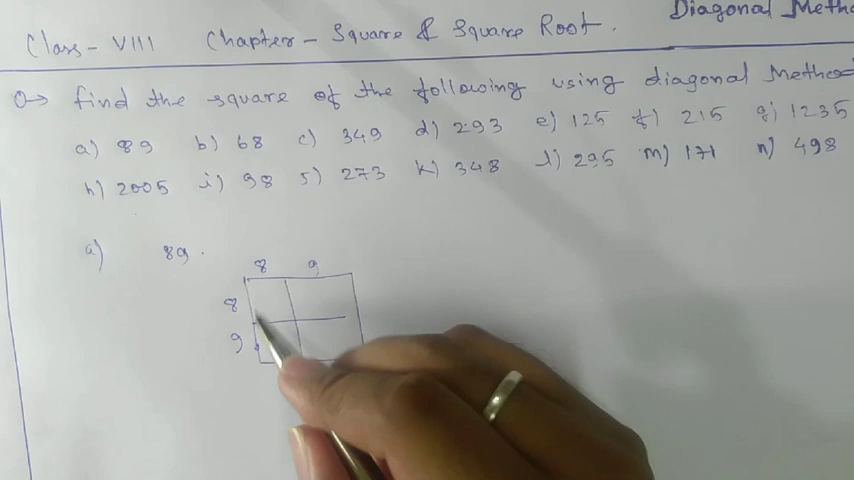 Diagonal Meth
Class - VIII Chapter - Square & Square Root.
Q→ find the square of the following using diagonal Method
a) 89 b) 68 c) 349 d) 293 e) 125 f) 215 g) 1235
h) 2005 i) 98 j) 273 k) 348 l) 295 m) 171 n) 498
a) 89.
8 9
8
9